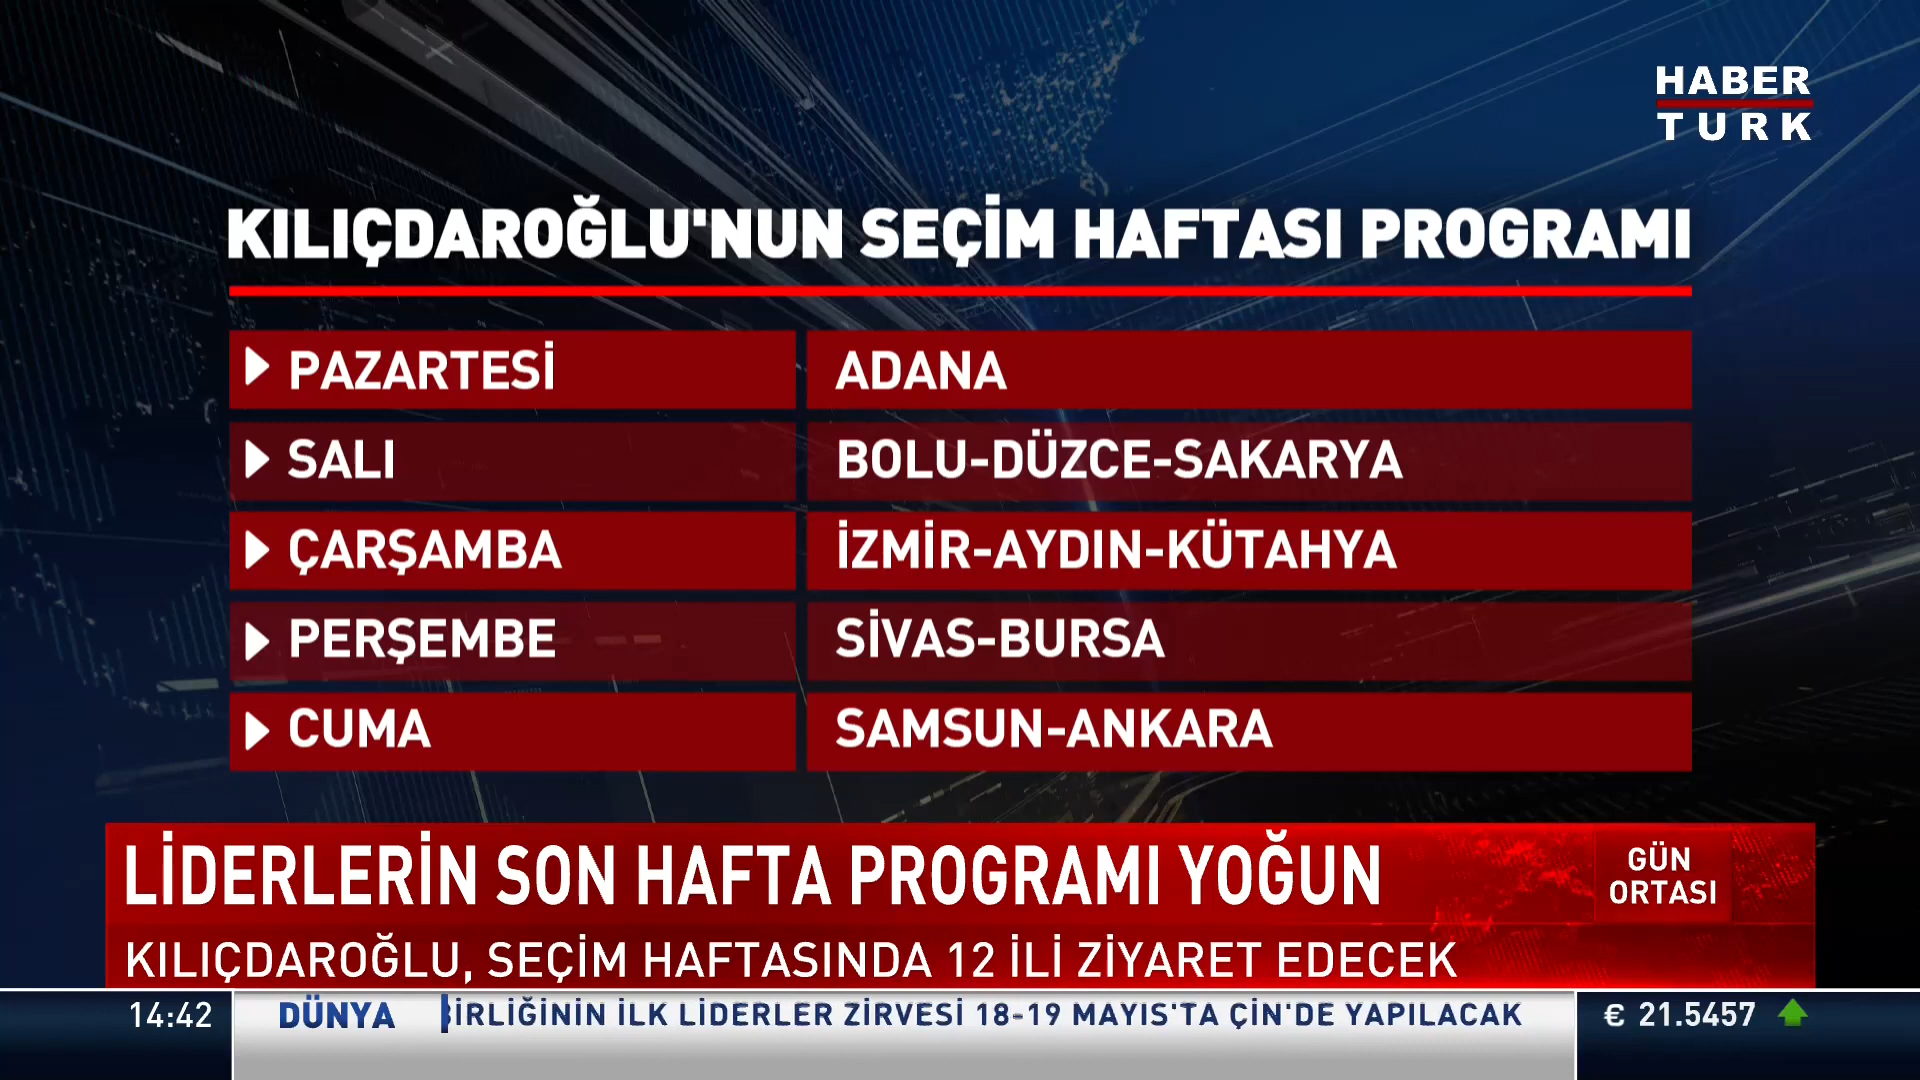 HABER
TURK
KILIÇDAROĞLU'NUN SEÇİM HAFTASI PROGRAMI
PAZARTESİ ADANA
SALI BOLU-DÜZCE-SAKARYA
ÇARŞAMBA İZMİR-AYDIN-KÜTAHYA
PERŞEMBE SİVAS-BURSA
CUMA SAMSUN-ANKARA
LİDERLERİN SON HAFTA PROGRAMI YOĞUN
GÜN
ORTASI
KILIÇDAROĞLU, SEÇİM HAFTASINDA 12 İLİ ZİYARET EDECEK
14:42 DÜNYA İRLİĞİNİN İLK LİDERLER ZİRVESİ 18-19 MAYIS'TA ÇİN'DE YAPILACAK € 21.5457